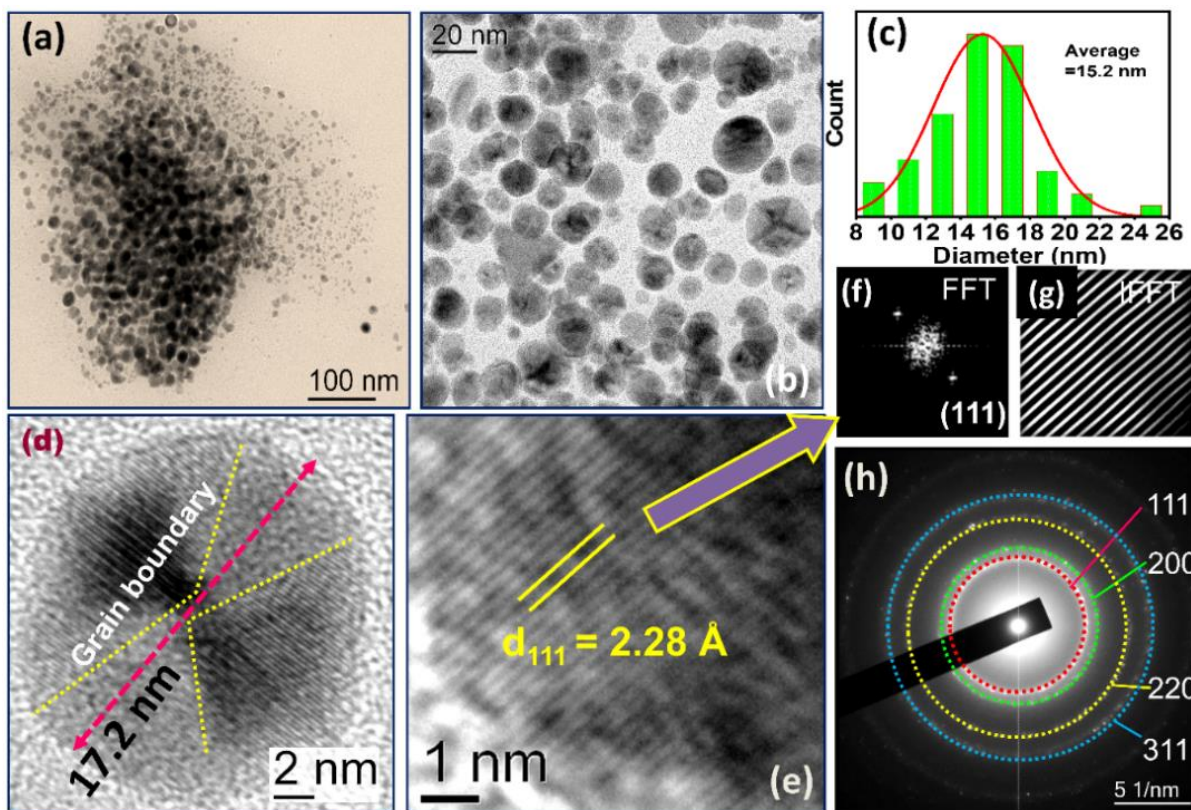 (a)
100 nm
20 nm
(b)
(c)
Average
=15.2 nm
Count
8 10 12 14 16 18 20 22 24 26
Diameter (nm)
(f)
FFT
(111)
(g)
IFFT
(d)
Grain boundary
17.2 nm
2 nm
d₁₁₁ = 2.28 Å
1 nm
(e)
(h)
111
200
220
311
5 1/nm